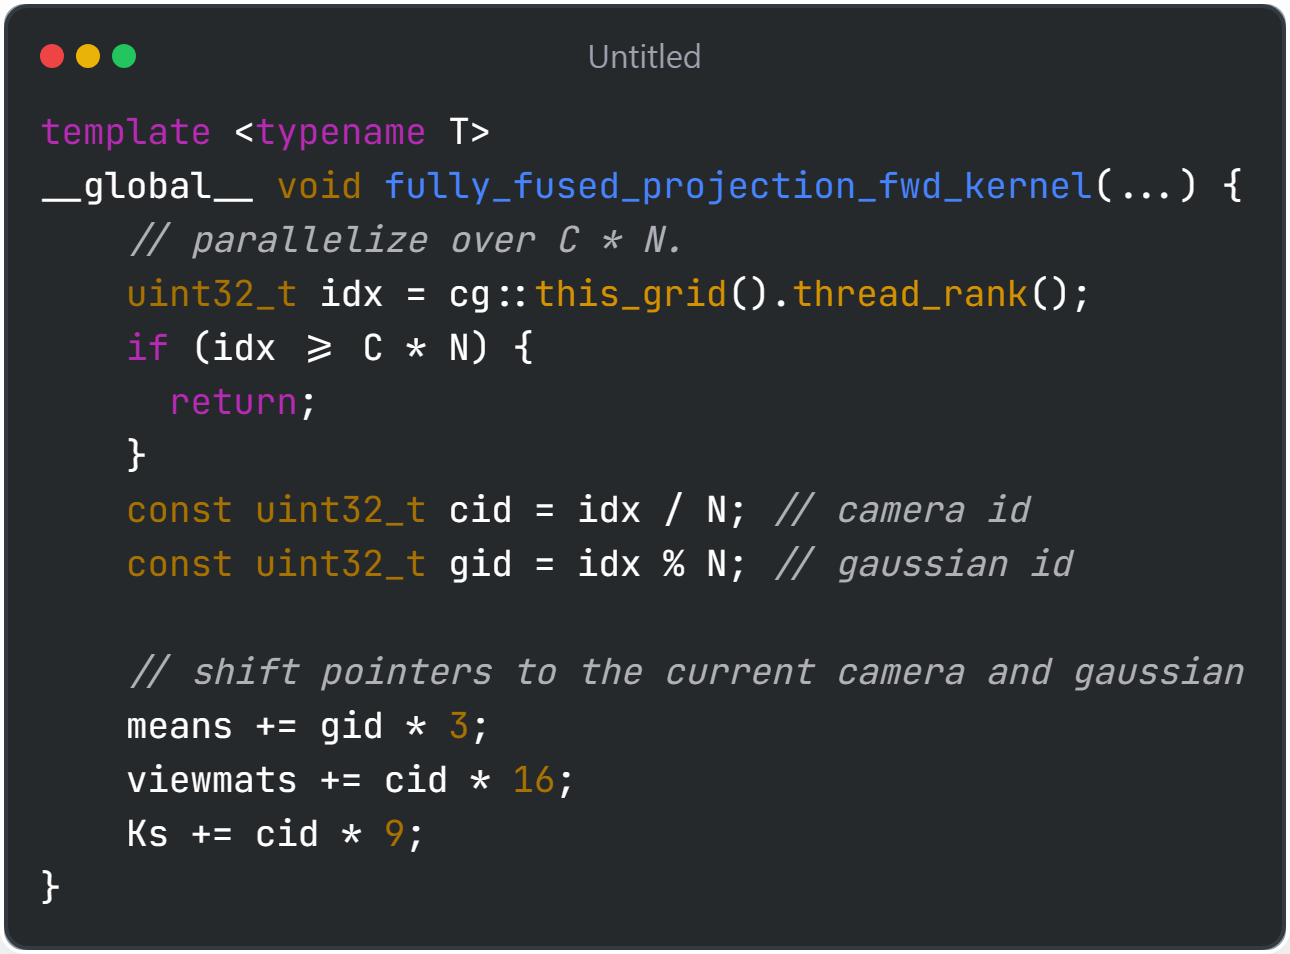 Untitled
template <typename T>
__global__ void fully_fused_projection_fwd_kernel(...) {
    // parallelize over C * N.
    uint32_t idx = cg::this_grid().thread_rank();
    if (idx >= C * N) {
      return;
    }
    const uint32_t cid = idx / N; // camera id
    const uint32_t gid = idx % N; // gaussian id

    // shift pointers to the current camera and gaussian
    means += gid * 3;
    viewmats += cid * 16;
    Ks += cid * 9;
}